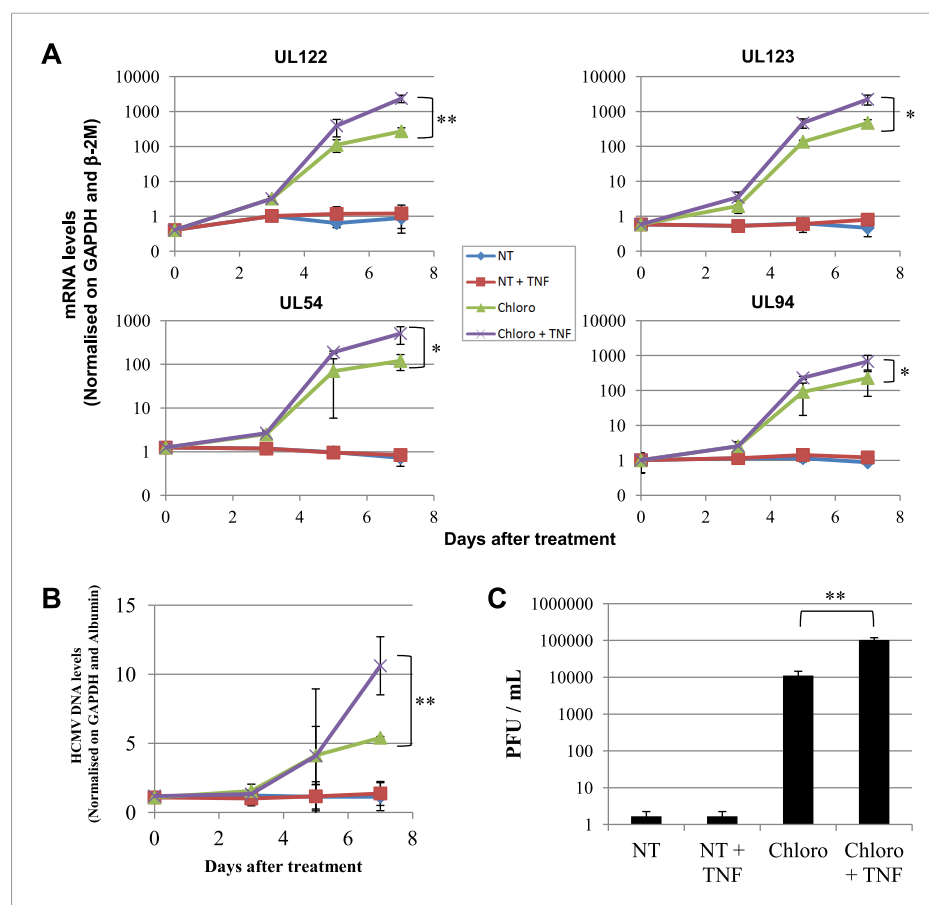 A
UL122
UL123
mRNA levels
(Normalised on GAPDH and β-2M)
10000
1000
100
10
1
0
0 2 4 6 8
**
10000
1000
100
10
1
0
0 2 4 6 8
*
NT
NT + TNF
Chloro
Chloro + TNF
UL54
UL94
1000
100
10
1
0
0 2 4 6 8
*
10000
1000
100
10
1
0
0 2 4 6 8
*
Days after treatment
B
HCMV DNA levels
(Normalised on GAPDH and Albumin)
15
10
5
0
0 2 4 6 8
**
Days after treatment
C
PFU / mL
1000000
100000
10000
1000
100
10
1
**
NT
NT +
TNF
Chloro
Chloro
+ TNF